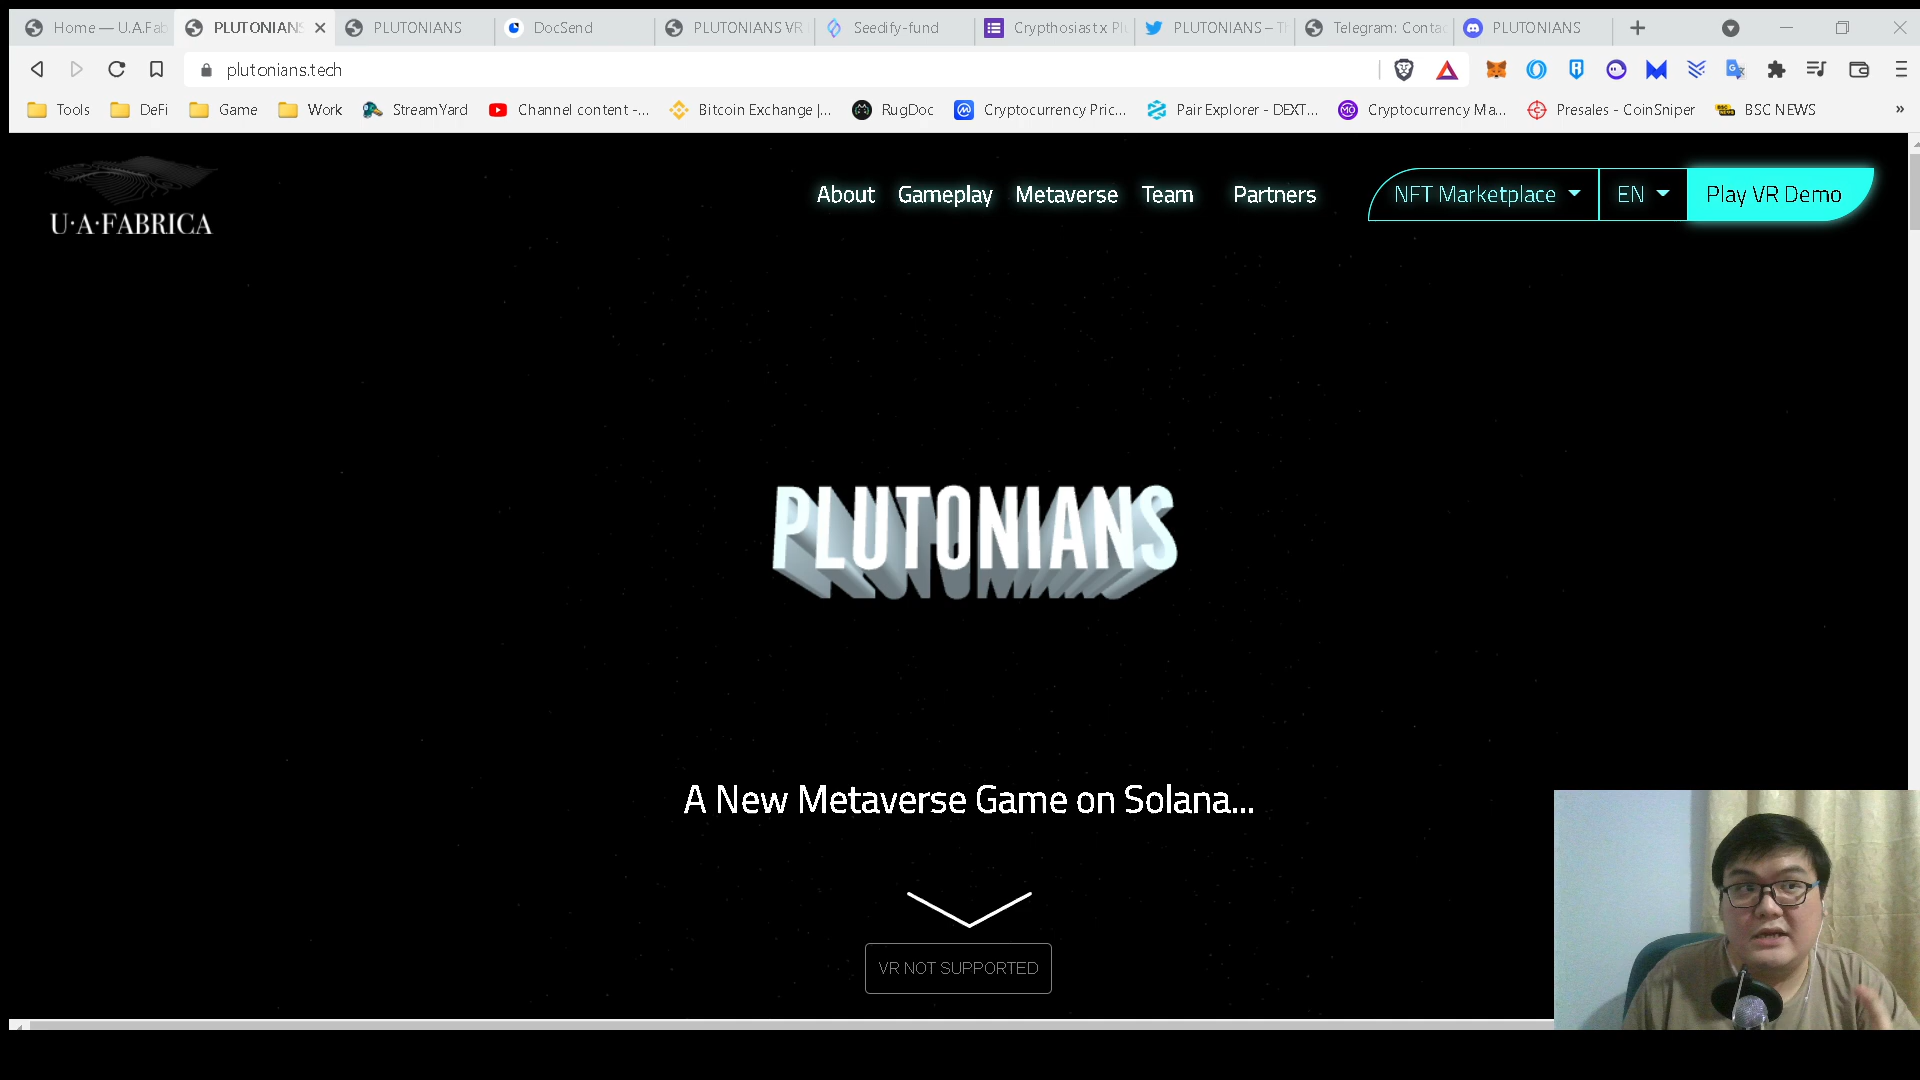 Home — U.A.Fab
PLUTONIANS
PLUTONIANS
DocSend
PLUTONIANS VR
Seedify-fund
Crypthosiast x Pl
PLUTONIANS –
Telegram: Contac
PLUTONIANS
plutonians.tech
Tools
DeFi
Game
Work
StreamYard
Channel content -...
Bitcoin Exchange |...
RugDoc
Cryptocurrency Pric...
Pair Explorer - DEXT...
Cryptocurrency Ma...
Presales - CoinSniper
BSC NEWS
»
U·A·FABRICA
About
Gameplay
Metaverse
Team
Partners
NFT Marketplace
EN
Play VR Demo
PLUTONIANS
A New Metaverse Game on Solana...
VR NOT SUPPORTED